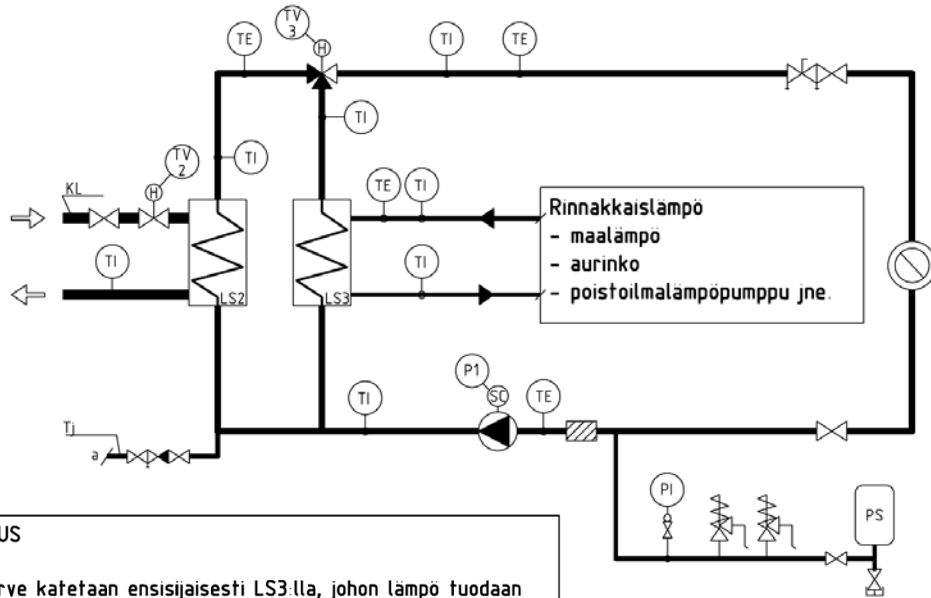 TV
3
H
TE
TI
TE
TI
TI
TV
2
H
KL
TE
TI
TI
TI
LS2
LS3
Rinnakkaislämpö
- maalämpö
- aurinko
- poistoilmalämpöpumppu jne.
P1
SC
TI
TE
Tj
a
PI
PS
US
rve katetaan ensisijaisesti LS3:lla, johon lämpö tuodaan